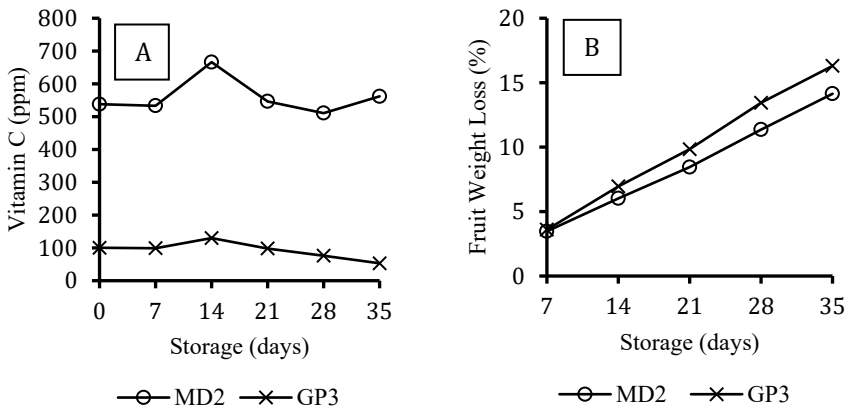 A
Vitamin C (ppm)
800
700
600
500
400
300
200
100
0
0 7 14 21 28 35
Storage (days)
MD2 GP3
B
Fruit Weight Loss (%)
20
15
10
5
0
7 14 21 28 35
Storage (days)
MD2 GP3